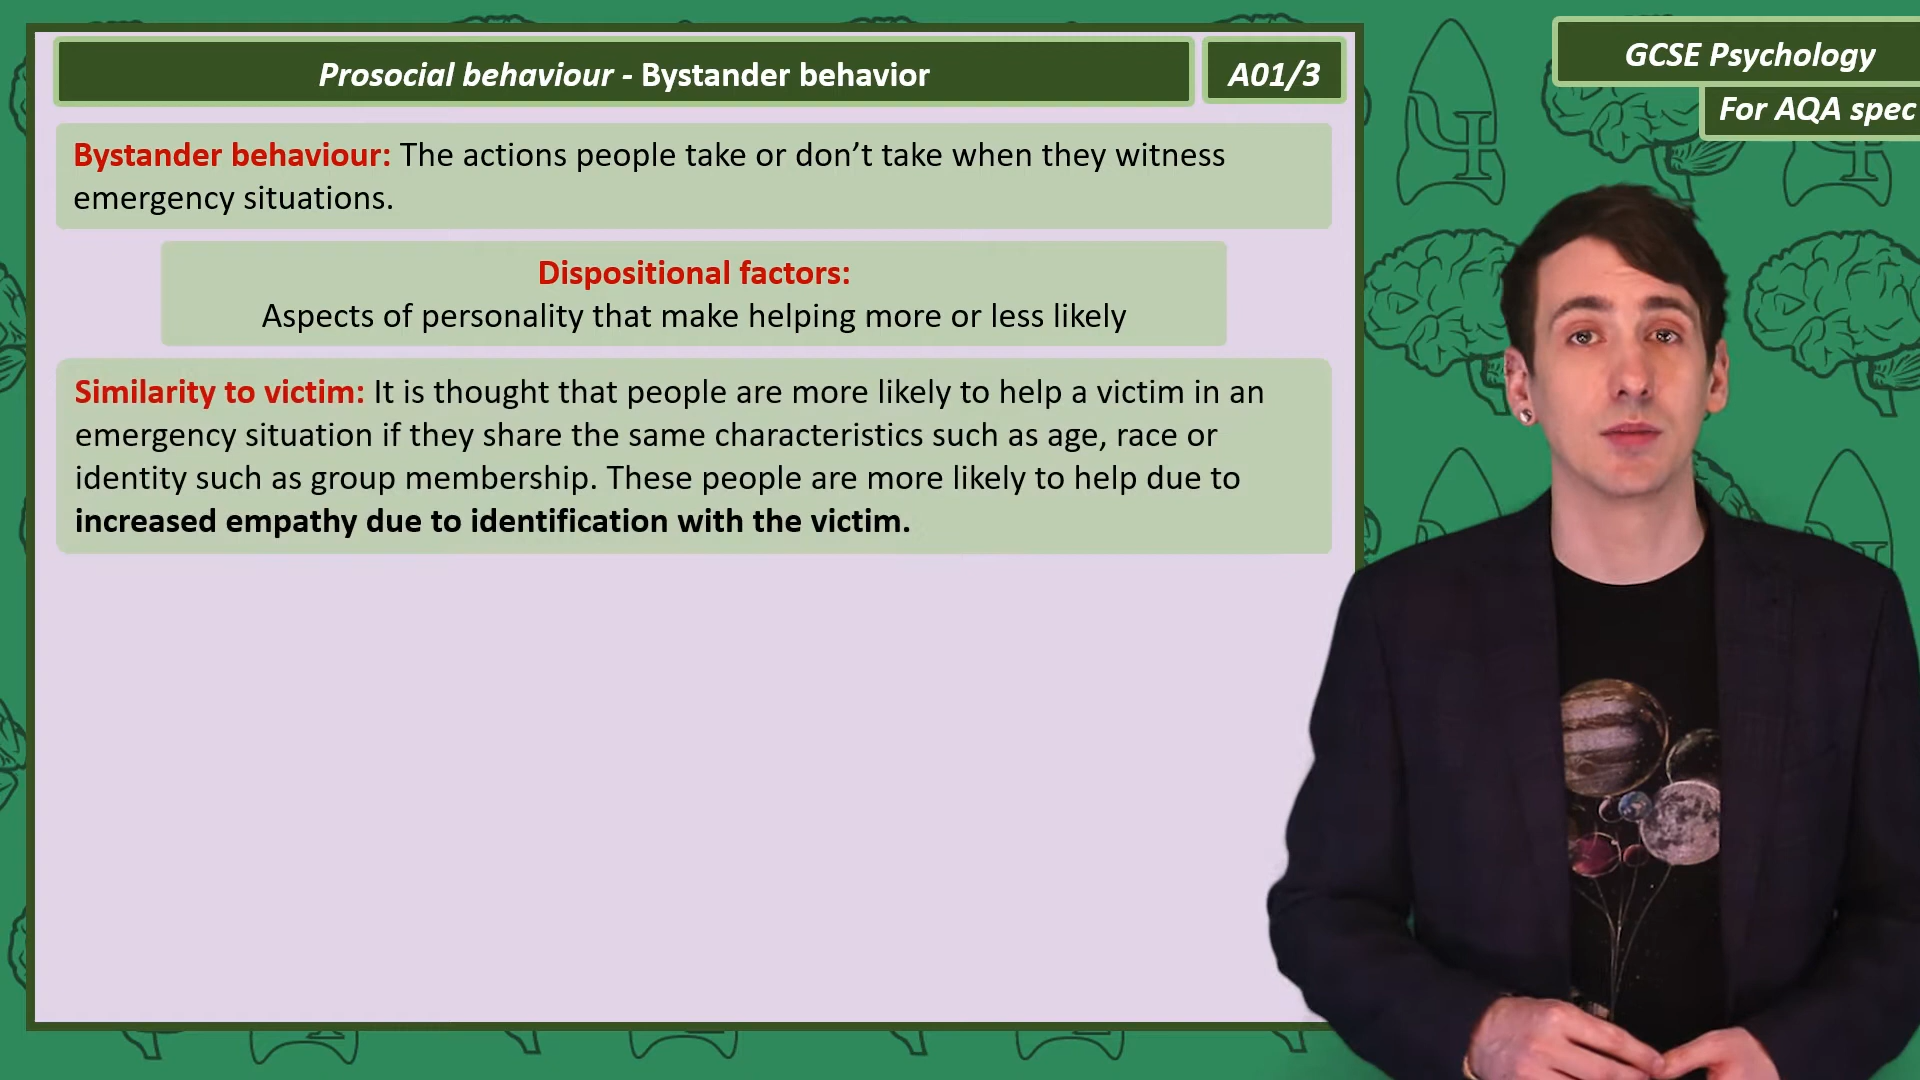 Prosocial behaviour - Bystander behavior
A01/3
GCSE Psychology
For AQA spec
Bystander behaviour: The actions people take or don’t take when they witness
emergency situations.
Dispositional factors:
Aspects of personality that make helping more or less likely
Similarity to victim: It is thought that people are more likely to help a victim in an
emergency situation if they share the same characteristics such as age, race or
identity such as group membership. These people are more likely to help due to
increased empathy due to identification with the victim.